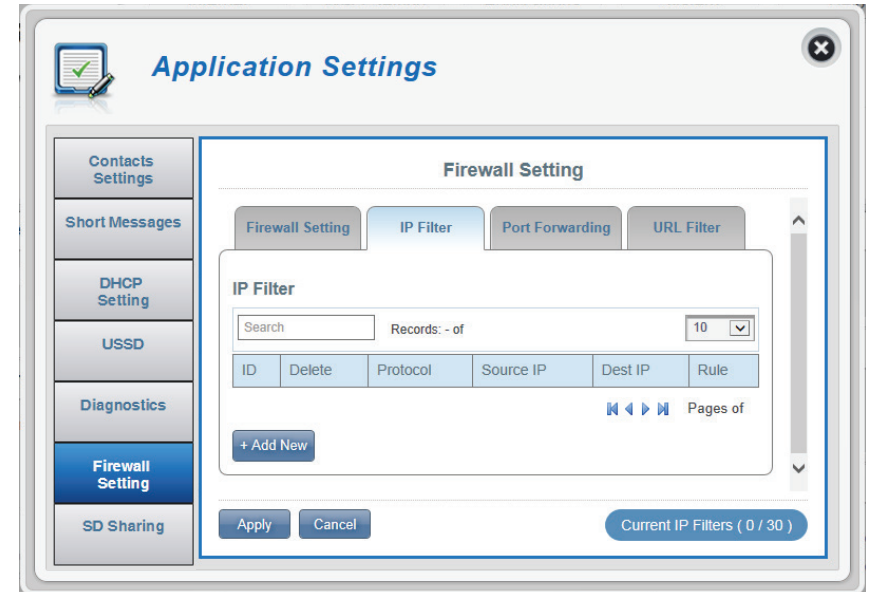 Application Settings
Contacts
Settings
Short Messages
DHCP
Setting
USSD
Diagnostics
Firewall
Setting
SD Sharing
Firewall Setting
Firewall Setting IP Filter Port Forwarding URL Filter
IP Filter
Search Records: - of 10
ID Delete Protocol Source IP Dest IP Rule
Pages of
+ Add New
Apply Cancel Current IP Filters ( 0 / 30 )